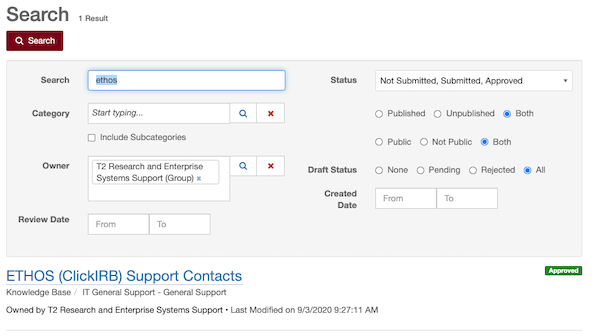 Search 1 Result
Search
Search ethos Status Not Submitted, Submitted, Approved
Category Start typing... Published Unpublished Both
Include Subcategories Public Not Public Both
Owner T2 Research and Enterprise Systems Support (Group) x Draft Status None Pending Rejected All
Created Date From To
Review Date From To
ETHOS (ClickIRB) Support Contacts Approved
Knowledge Base / IT General Support - General Support
Owned by T2 Research and Enterprise Systems Support • Last Modified on 9/3/2020 9:27:11 AM